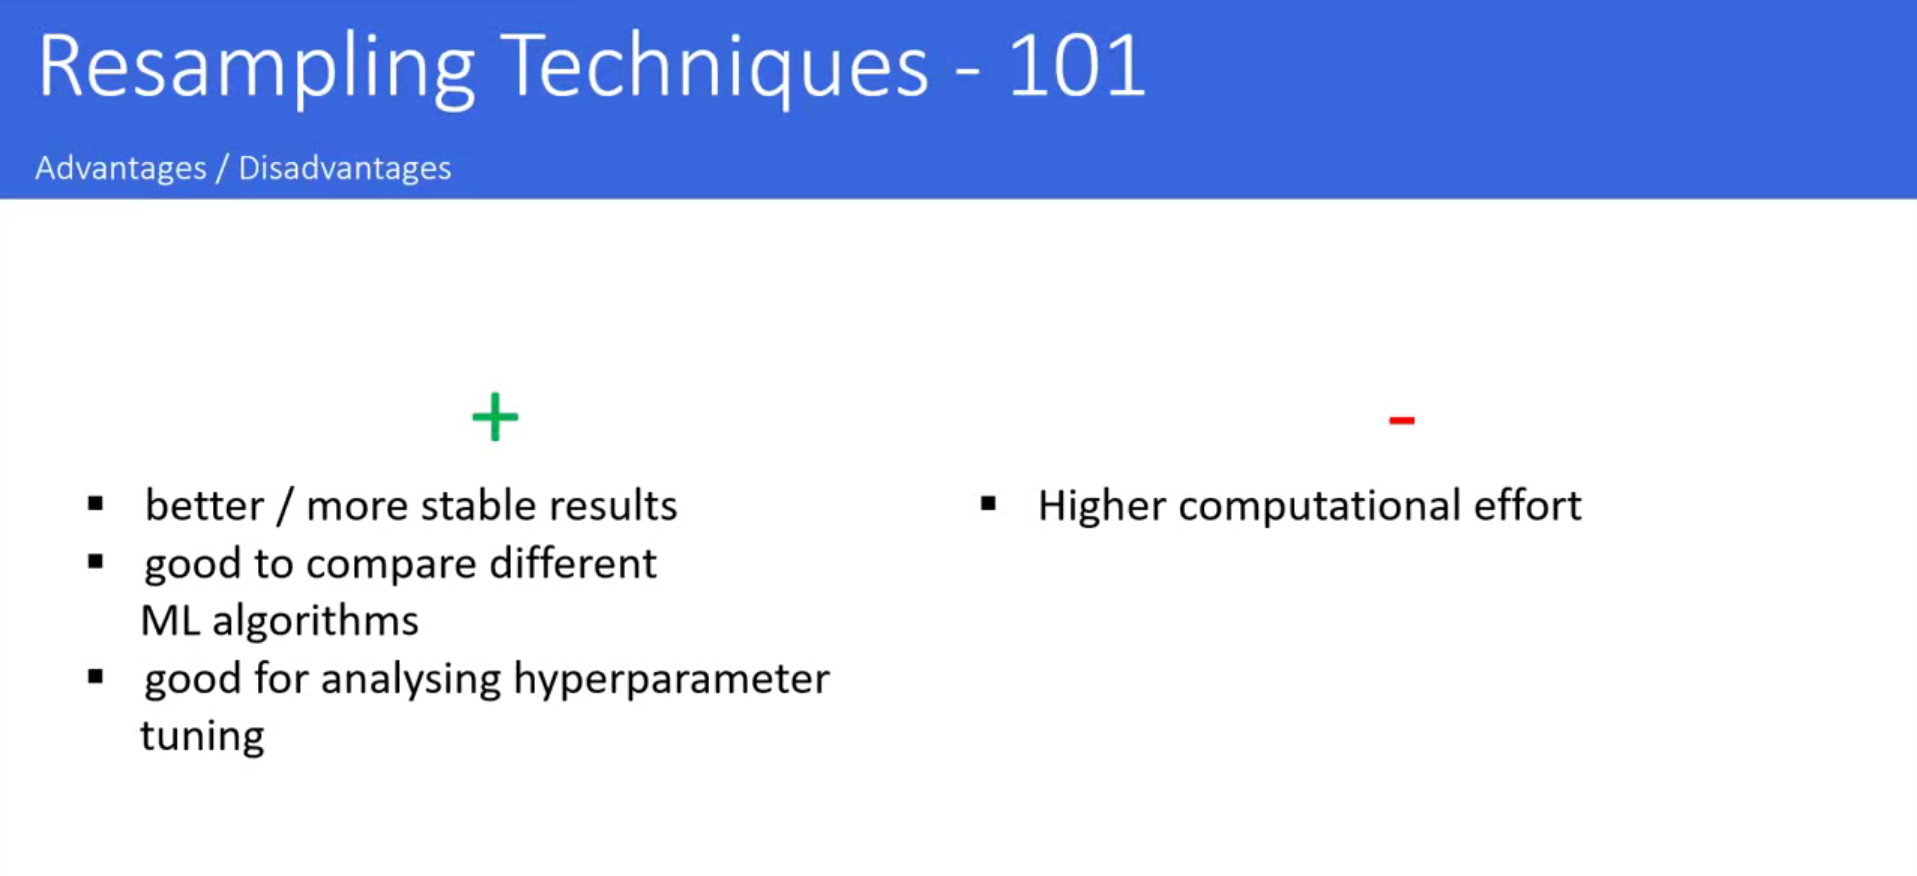 Resampling Techniques - 101
Advantages / Disadvantages
+
▪ better / more stable results
▪ good to compare different
ML algorithms
▪ good for analysing hyperparameter
tuning
-
▪ Higher computational effort